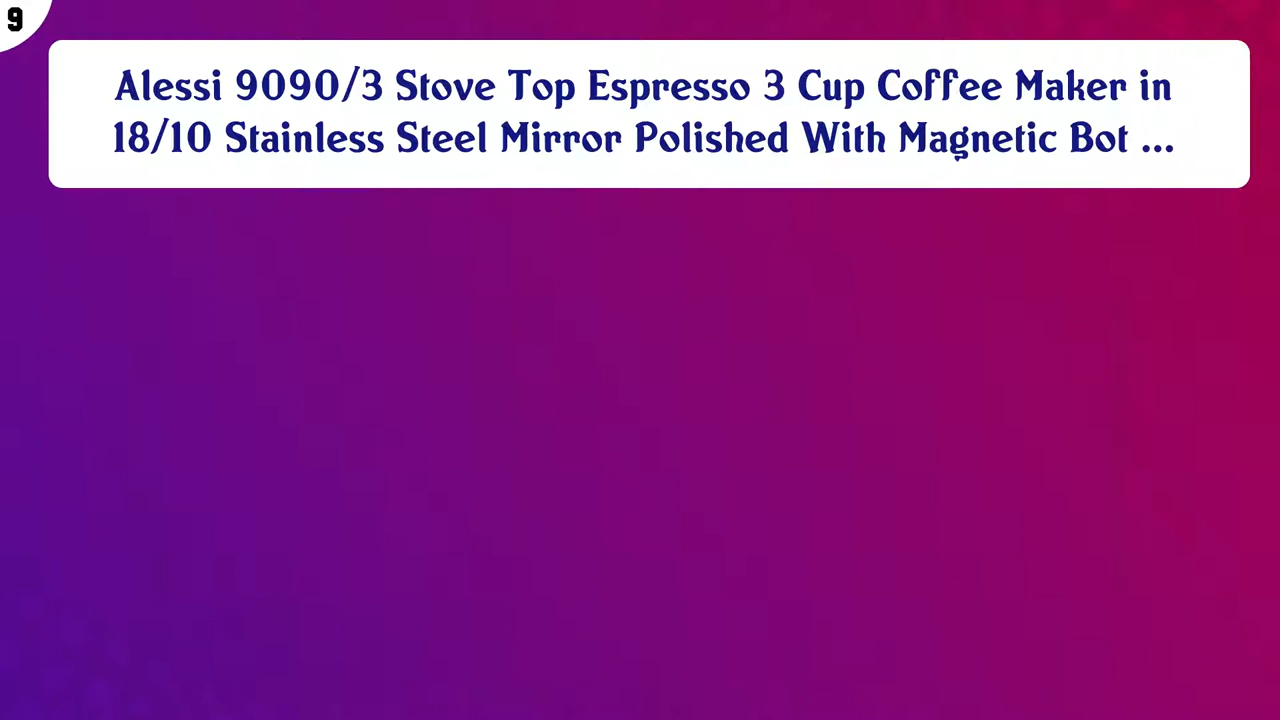 9
Alessi 9090/3 Stove Top Espresso 3 Cup Coffee Maker in
18/10 Stainless Steel Mirror Polished With Magnetic Bot ...